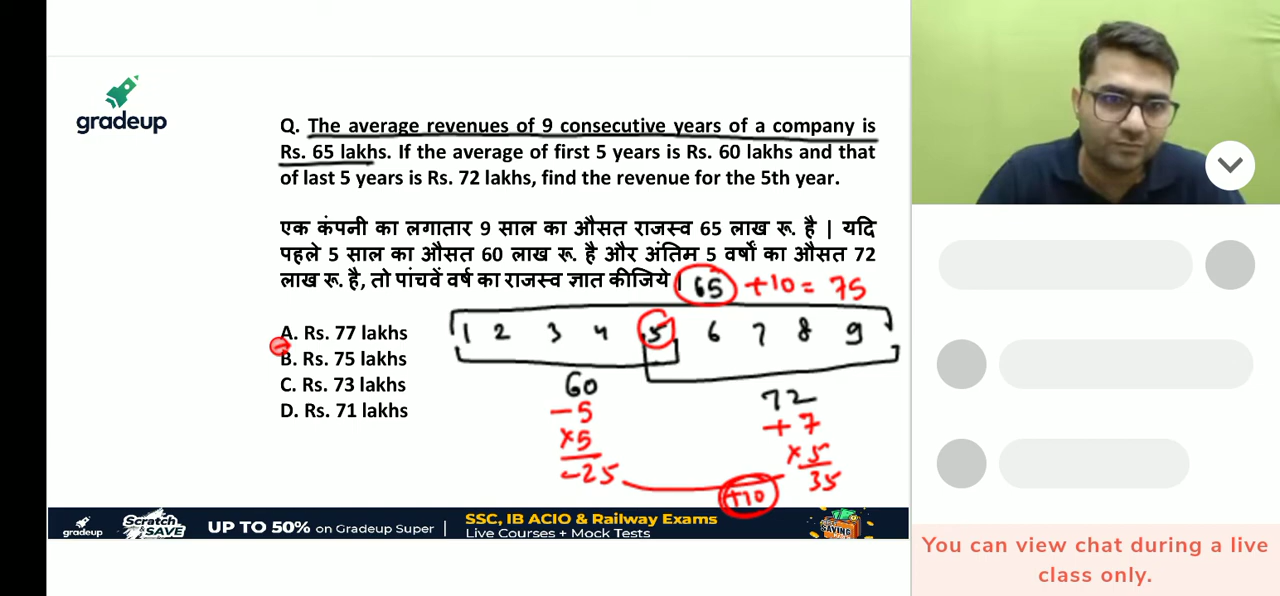 gradeup
Q. The average revenues of 9 consecutive years of a company is
Rs. 65 lakhs. If the average of first 5 years is Rs. 60 lakhs and that
of last 5 years is Rs. 72 lakhs, find the revenue for the 5th year.
एक कंपनी का लगातार 9 साल का औसत राजस्व 65 लाख रू. है | यदि
पहले 5 साल का औसत 60 लाख रू. है और अंतिम 5 वर्षों का औसत 72
लाख रू. है, तो पांचवें वर्ष का राजस्व ज्ञात कीजिये |
65 +10 = 75
A. Rs. 77 lakhs
B. Rs. 75 lakhs
C. Rs. 73 lakhs
D. Rs. 71 lakhs
1 2 3 4 5 6 7 8 9
60
-5
×5
-25
72
+7
×5
35
+10
gradeup
Scratch & SAVE
UP TO 50% on Gradeup Super |
SSC, IB ACIO & Railway Exams
Live Courses + Mock Tests
SAVING
You can view chat during a live
class only.